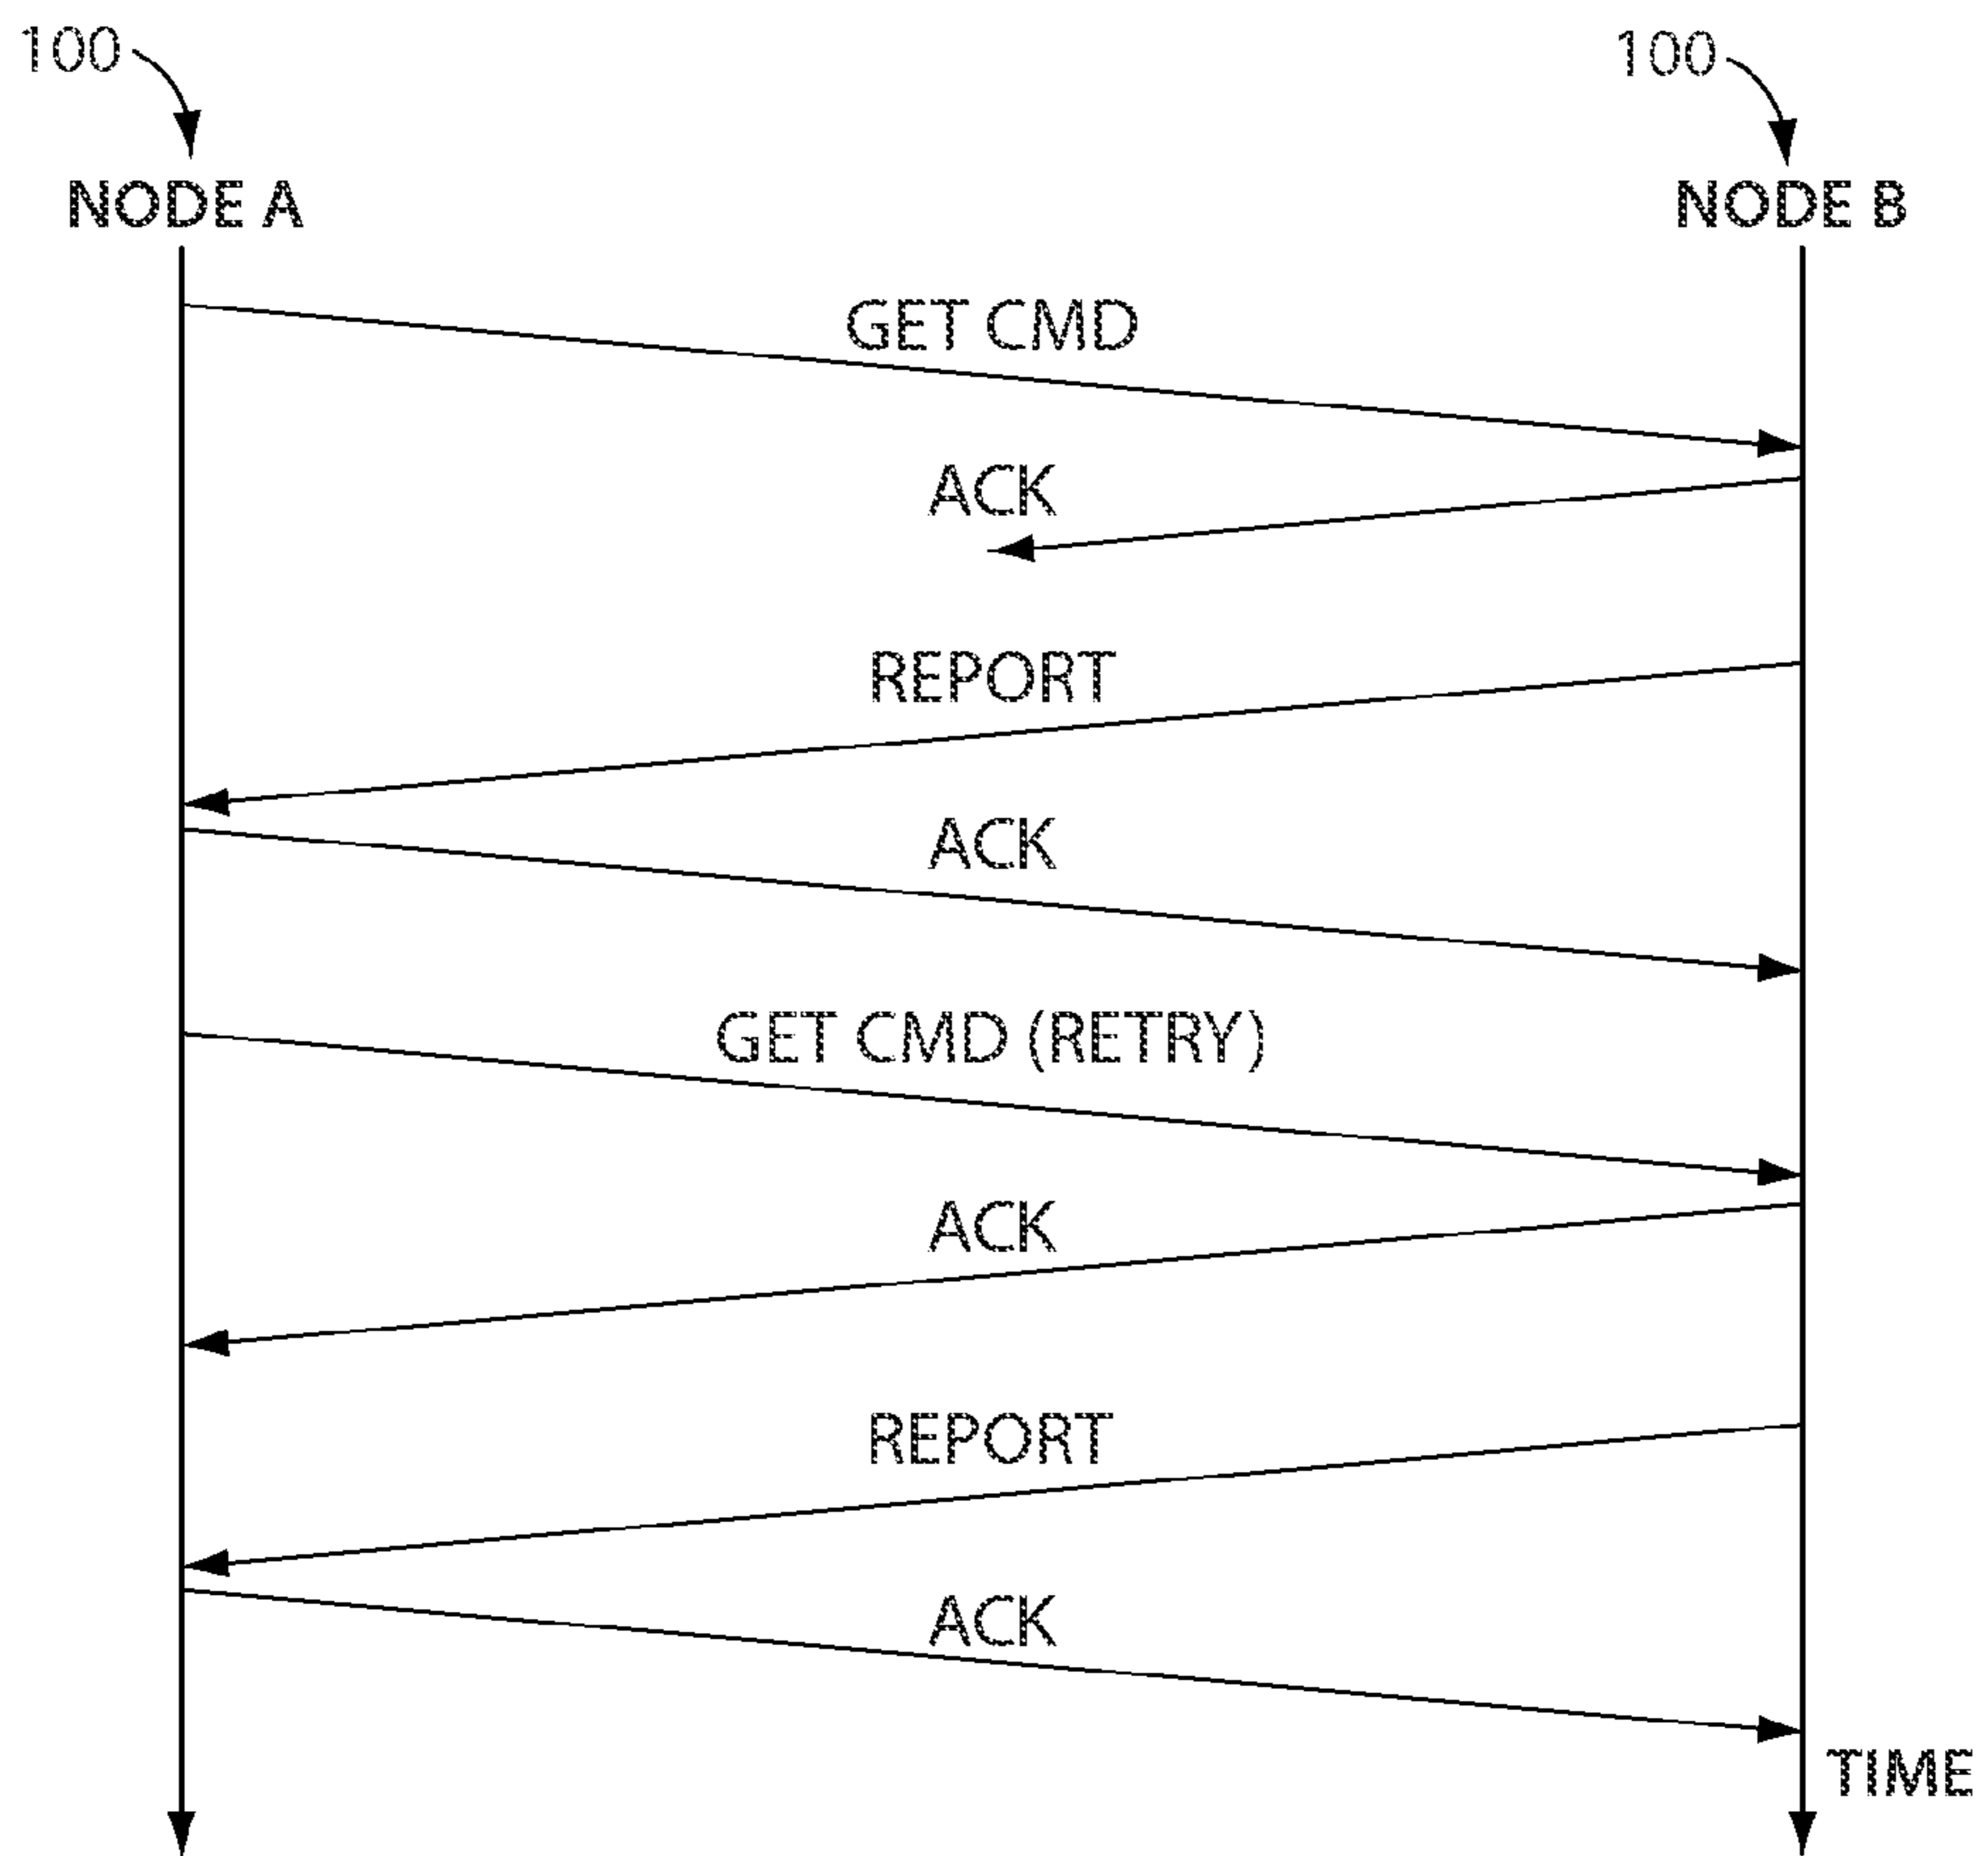 100
100
NODE A
NODE B
GET CMD
ACK
REPORT
ACK
GET CMD (RETRY)
ACK
REPORT
ACK
TIME